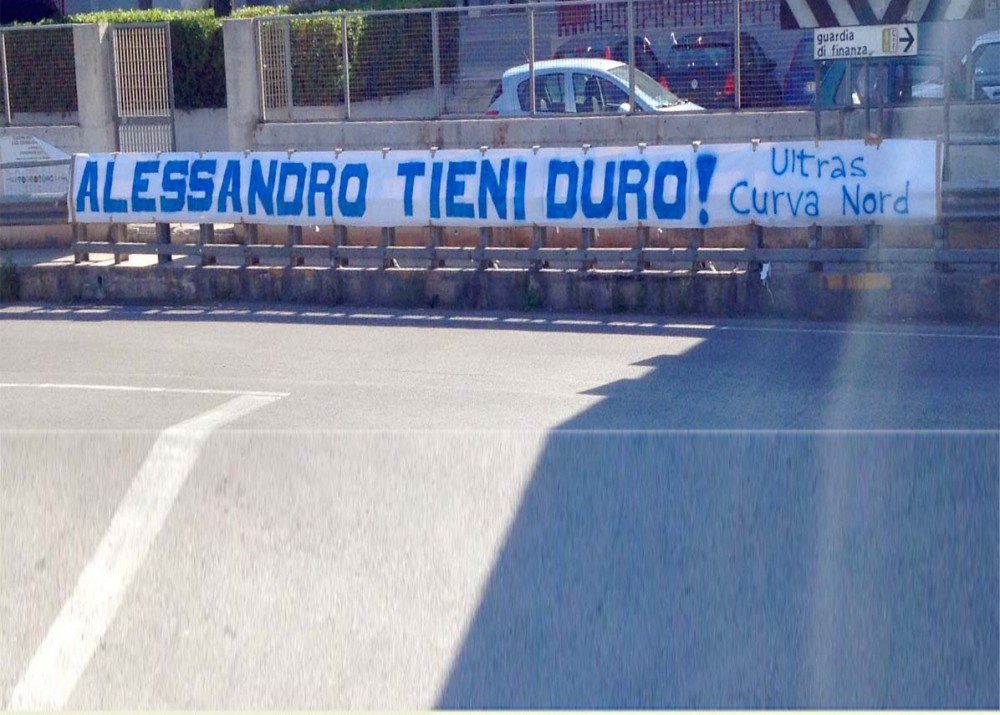 guardia
di finanza
ALESSANDRO TIENI DURO!
Ultras
Curva Nord